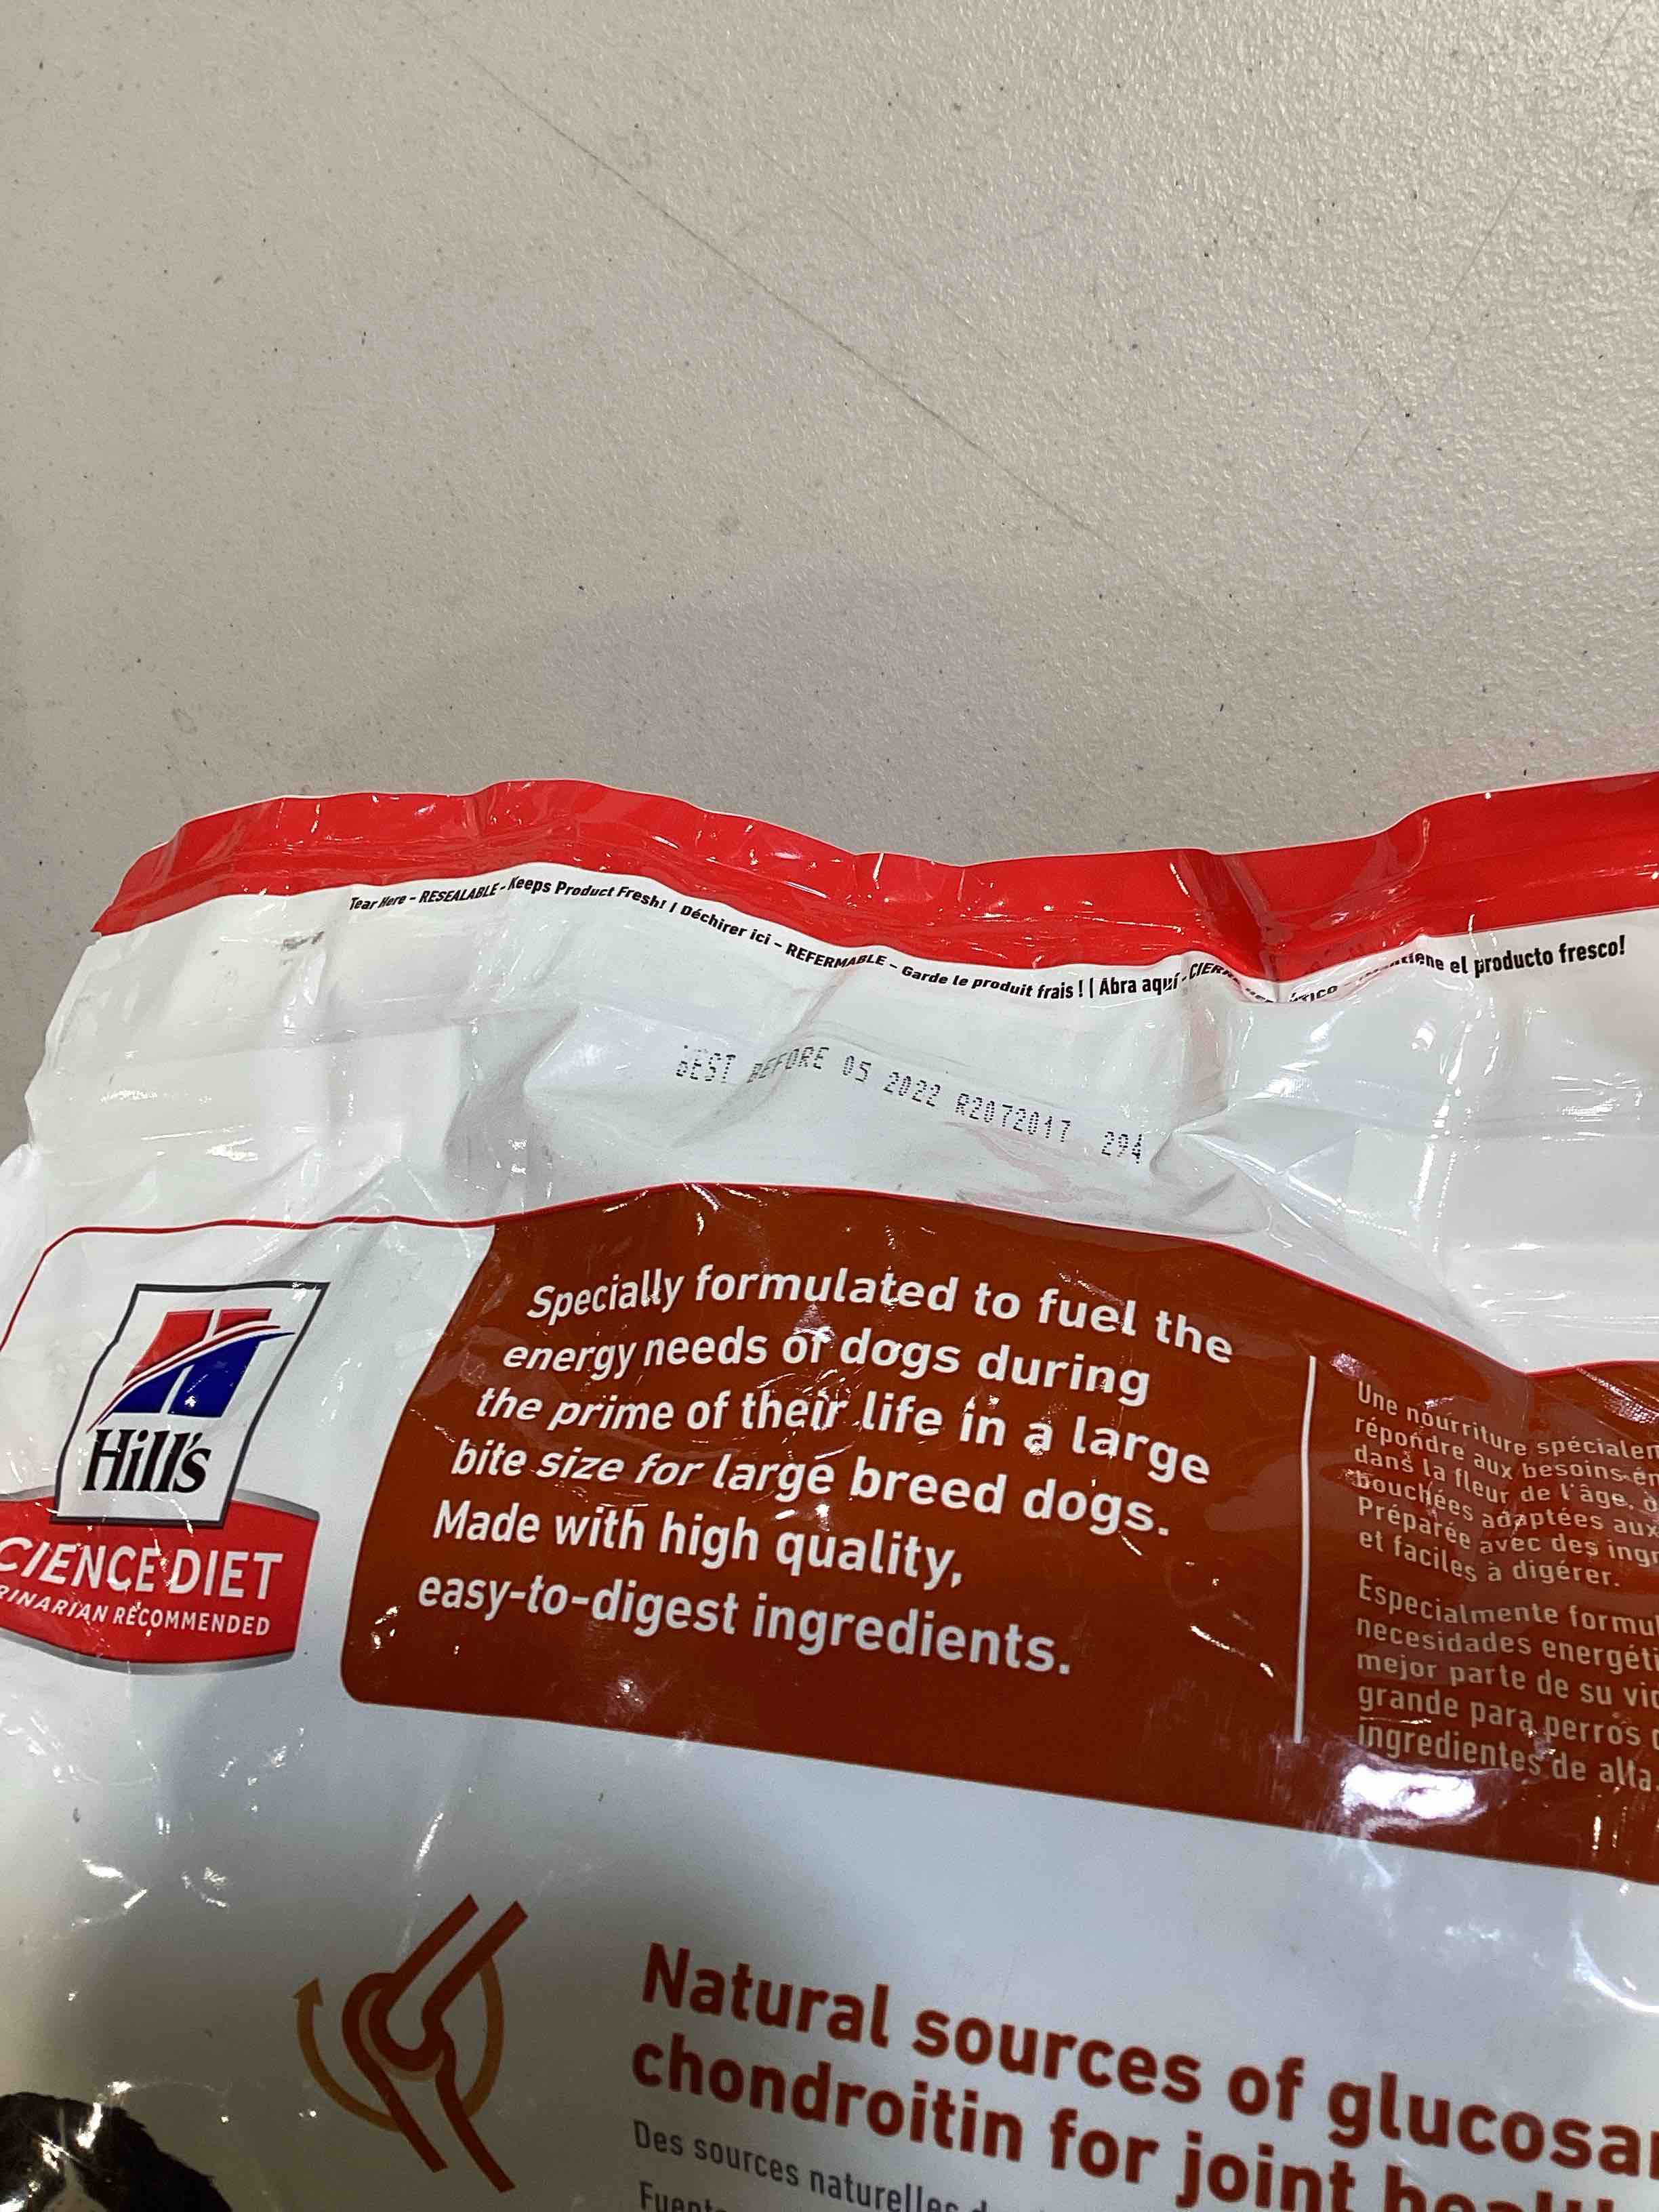 Tear Here - RESEALABLE - Keeps Product Fresh! | Déchirer ici - REFERMABLE - Garde le produit frais ! | Abra aquí - el producto fresco!
BEST BEFORE 05 2022 R2072017 294
Specially formulated to fuel the
energy needs of dogs during
the prime of their life in a large
bite size for large breed dogs.
Made with high quality,
easy-to-digest ingredients.
Hill's
CIENCE DIET
RINARIAN RECOMMENDED
Une nourriture spécialem
répondre aux besoins én
dans la fleur de l'âge,
bouchées adaptées aux
Préparée avec des ingr
et faciles à digérer.
Especialmente formul
necesidades energéti
mejor parte de su vid
grande para perros
ingredientes de alta
Natural sources of glucosa
chondroitin for joint
Des sources naturelles